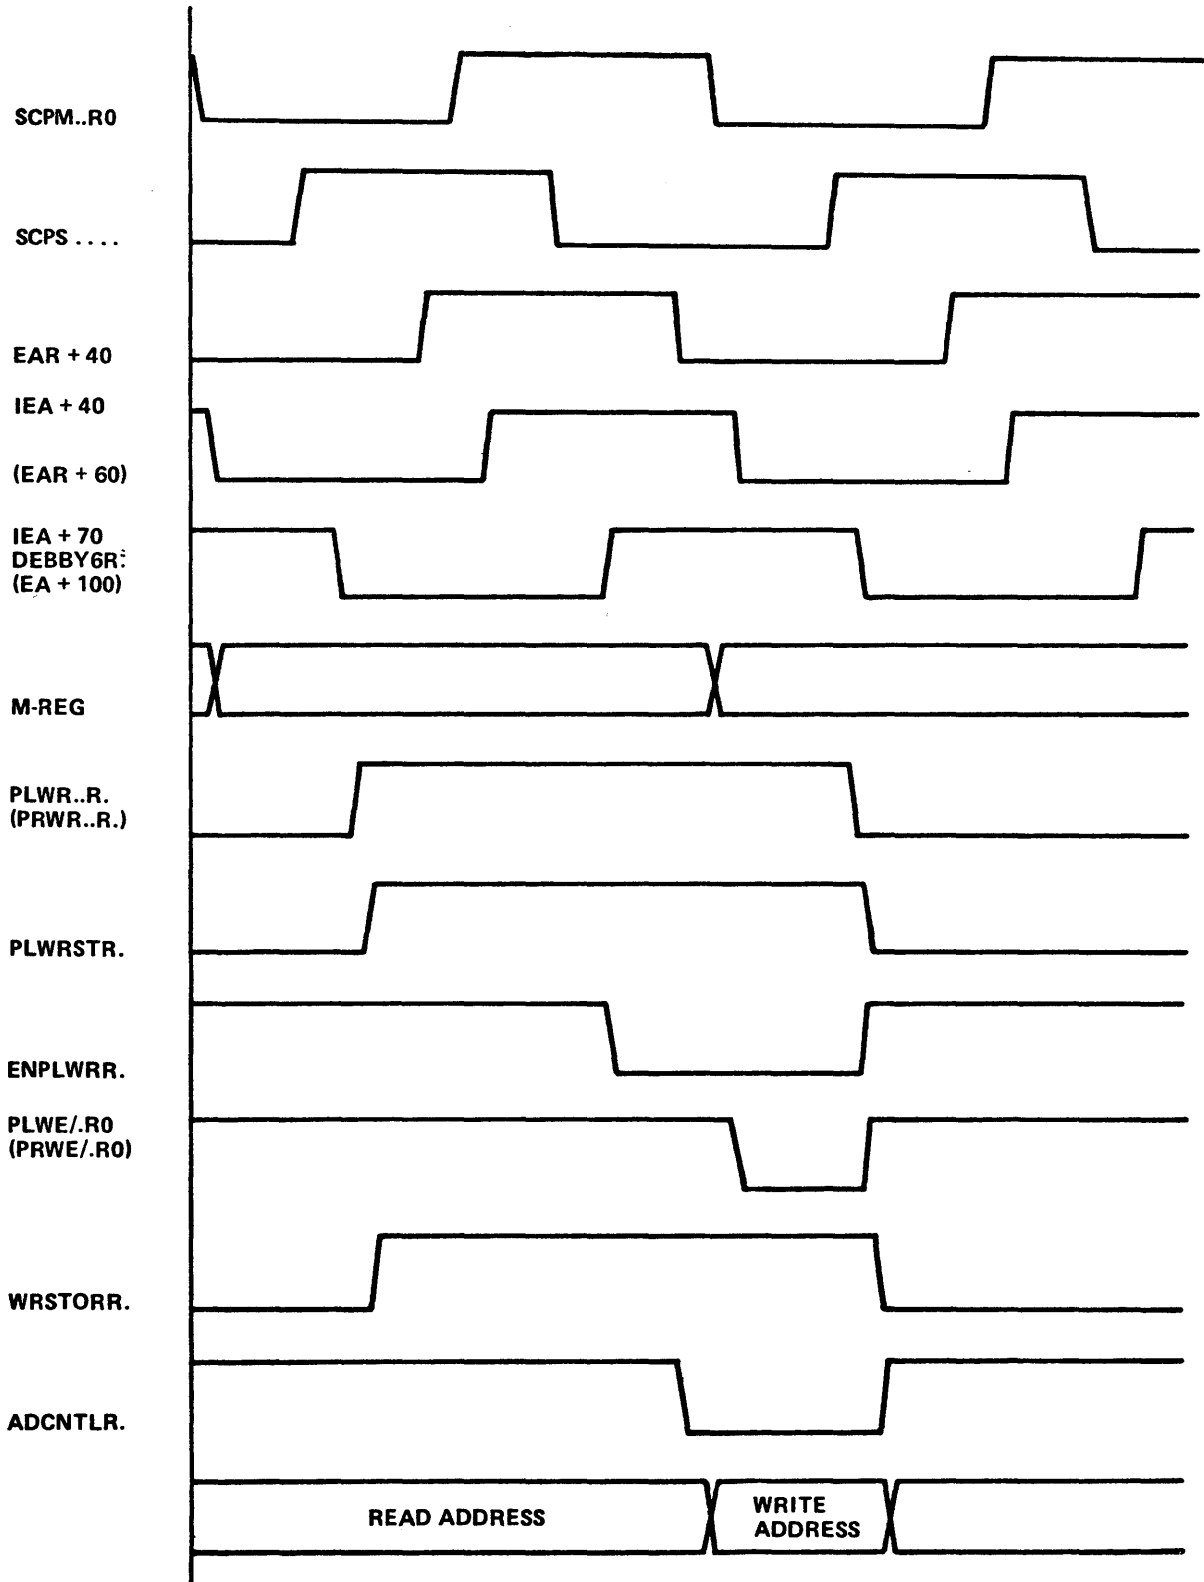 SCPM..R0
SCPS ....
EAR + 40
IEA + 40
(EAR + 60)
IEA + 70
DEBBY6R:
(EA + 100)
M-REG
PLWR..R.
(PRWR..R.)
PLWRSTR.
ENPLWRR.
PLWE/.R0
(PRWE/.R0)
WRSTORR.
ADCNTLR.
READ ADDRESS
WRITE
ADDRESS